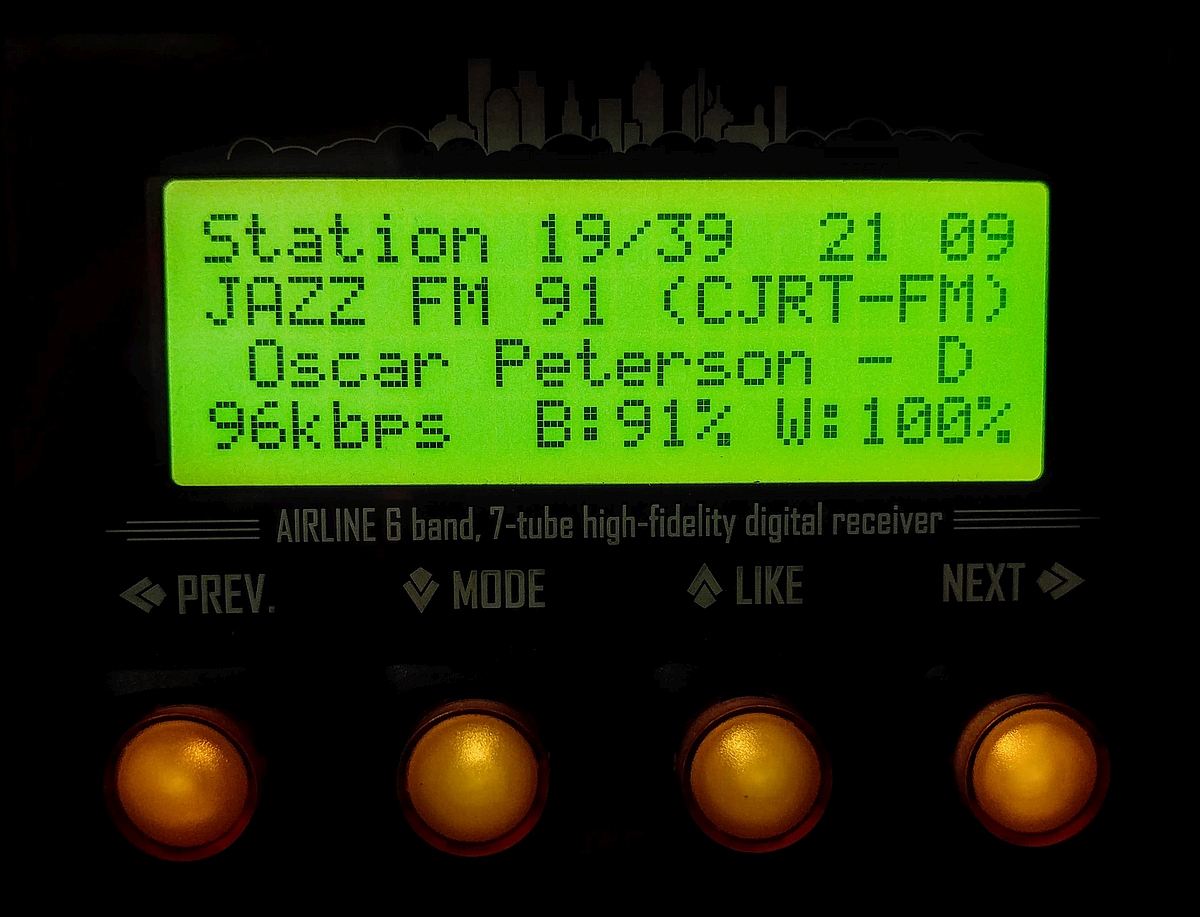 Station 19/39 21 09
JAZZ FM 91 (CJRT-FM)
Oscar Peterson - D
96kbps B:91% W:100%
AIRLINE 6 band, 7-tube high-fidelity digital receiver
PREV. MODE LIKE NEXT